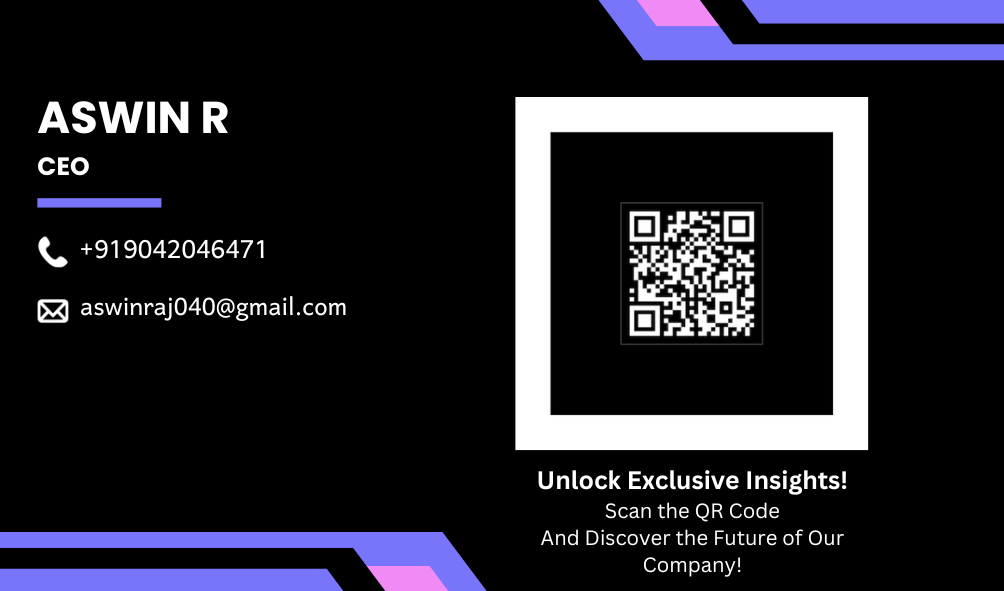 ASWIN R
CEO
+919042046471
aswinraj040@gmail.com
Unlock Exclusive Insights!
Scan the QR Code
And Discover the Future of Our
Company!